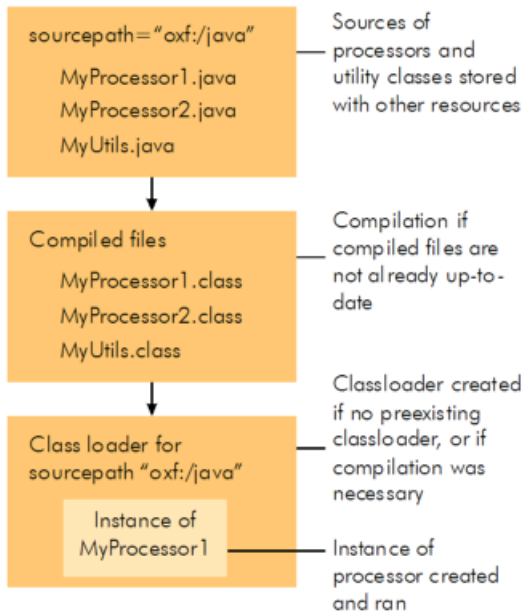 sourcepath=“oxf:/java”
MyProcessor1.java
MyProcessor2.java
MyUtils.java
Sources of
processors and
utility classes stored
with other resources
Compiled files
MyProcessor1.class
MyProcessor2.class
MyUtils.class
Compilation if
compiled files are
not already up-to-
date
Class loader for
sourcepath “oxf:/java”
Instance of
MyProcessor1
Classloader created
if no preexisting
classloader, or if
compilation was
necessary
Instance of
processor created
and ran